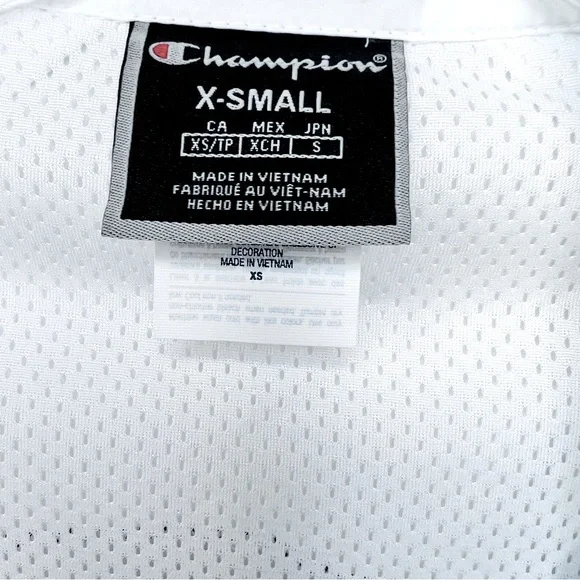 Champion®
X-SMALL
CA MEX JPN
XS/TP XCH S
MADE IN VIETNAM
FABRIQUÉ AU VIÊT-NAM
HECHO EN VIETNAM
DECORATION
MADE IN VIETNAM
XS